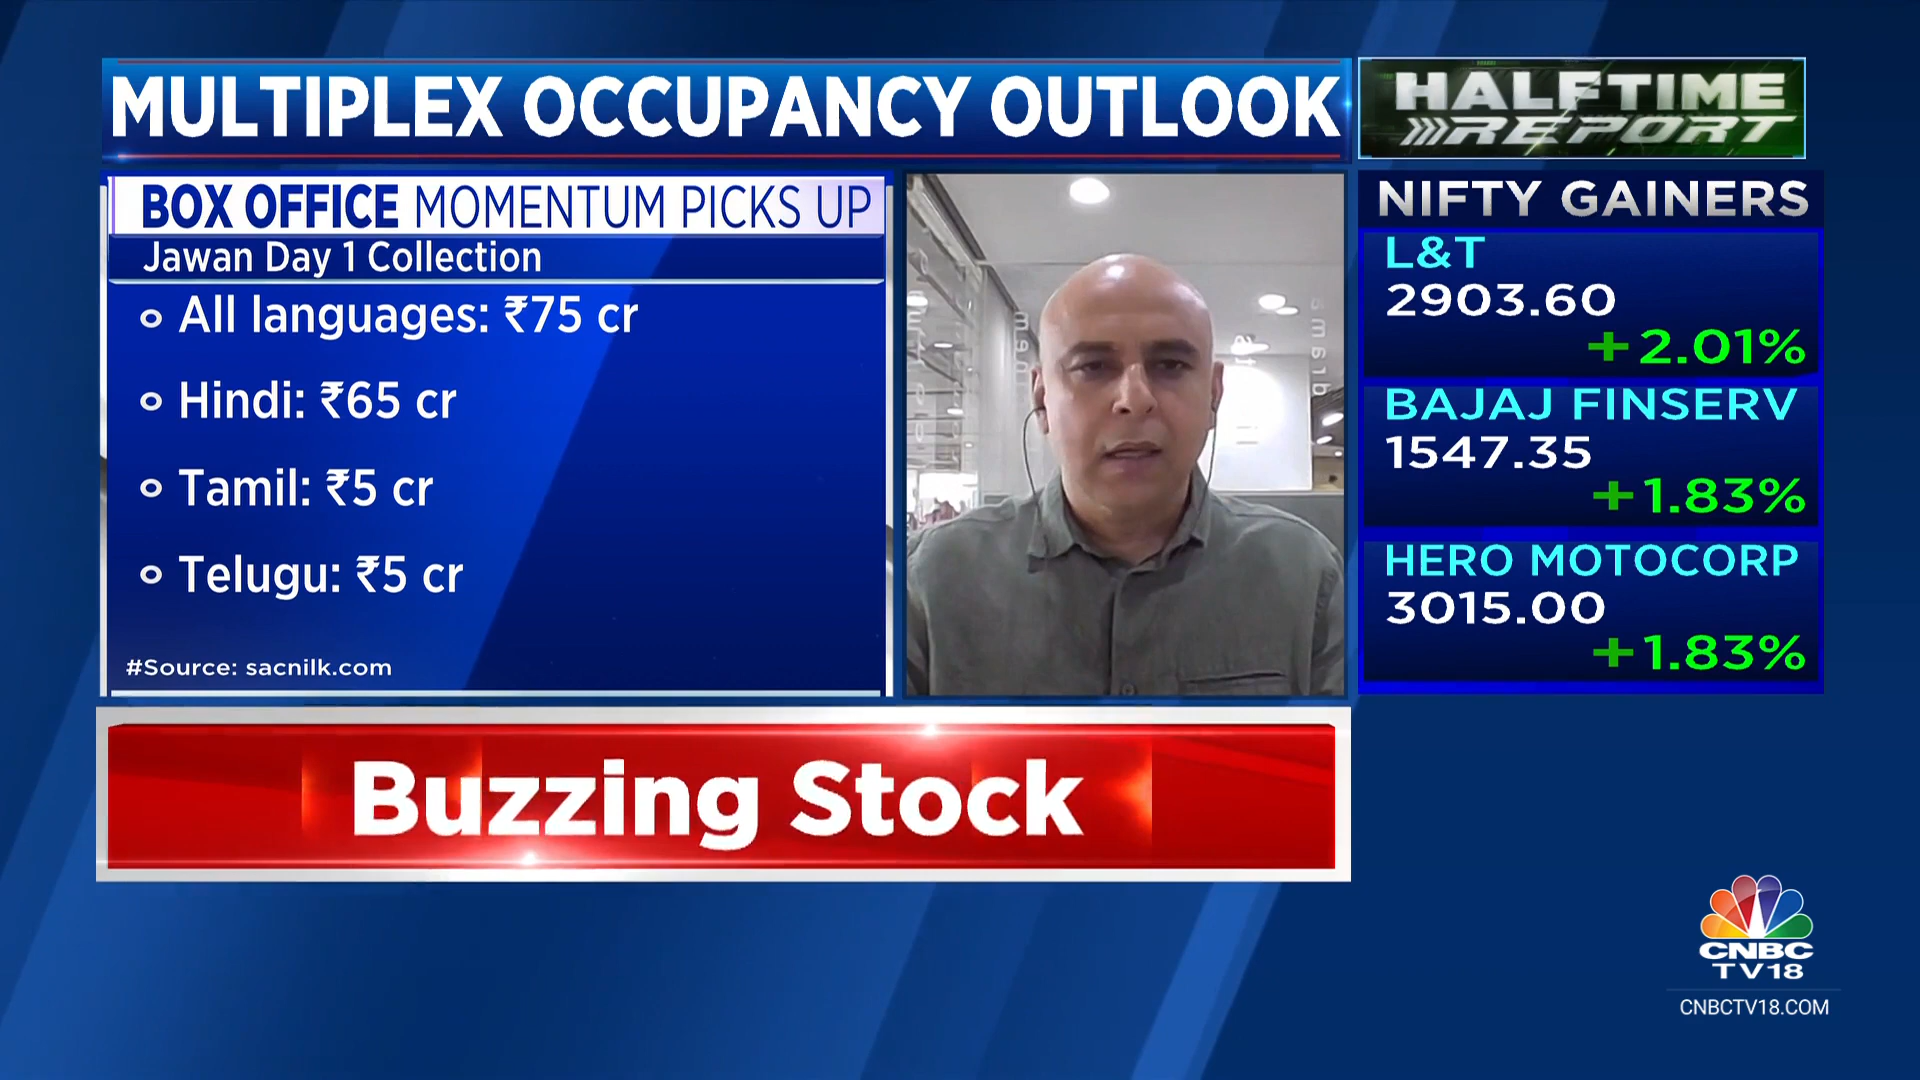 MULTIPLEX OCCUPANCY OUTLOOK
HALFTIME
REPORT
BOX OFFICE MOMENTUM PICKS UP
Jawan Day 1 Collection
All languages: ₹75 cr
Hindi: ₹65 cr
Tamil: ₹5 cr
Telugu: ₹5 cr
#Source: sacnilk.com
NIFTY GAINERS
L&T
2903.60
+2.01%
BAJAJ FINSERV
1547.35
+1.83%
HERO MOTOCORP
3015.00
+1.83%
Buzzing Stock
CNBC
TV18
CNBCTV18.COM